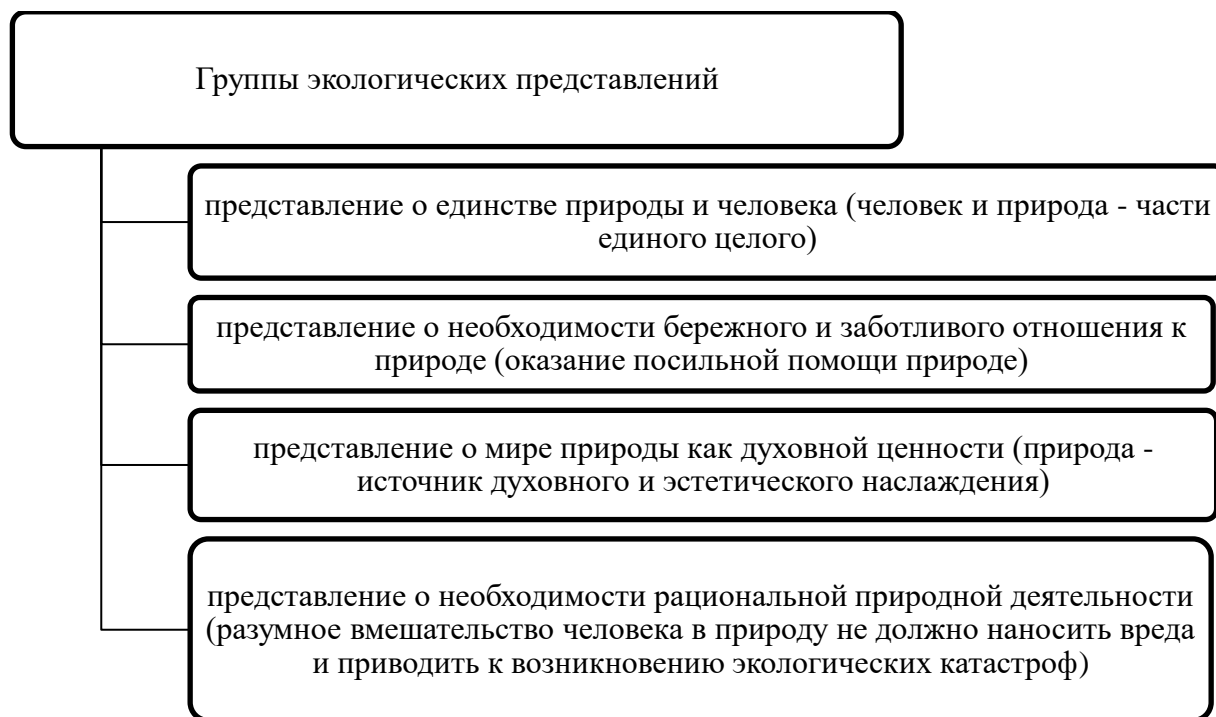 Группы экологических представлений
представление о единстве природы и человека (человек и природа - части
единого целого)
представление о необходимости бережного и заботливого отношения к
природе (оказание посильной помощи природе)
представление о мире природы как духовной ценности (природа -
источник духовного и эстетического наслаждения)
представление о необходимости рациональной природной деятельности
(разумное вмешательство человека в природу не должно наносить вреда
и приводить к возникновению экологических катастроф)